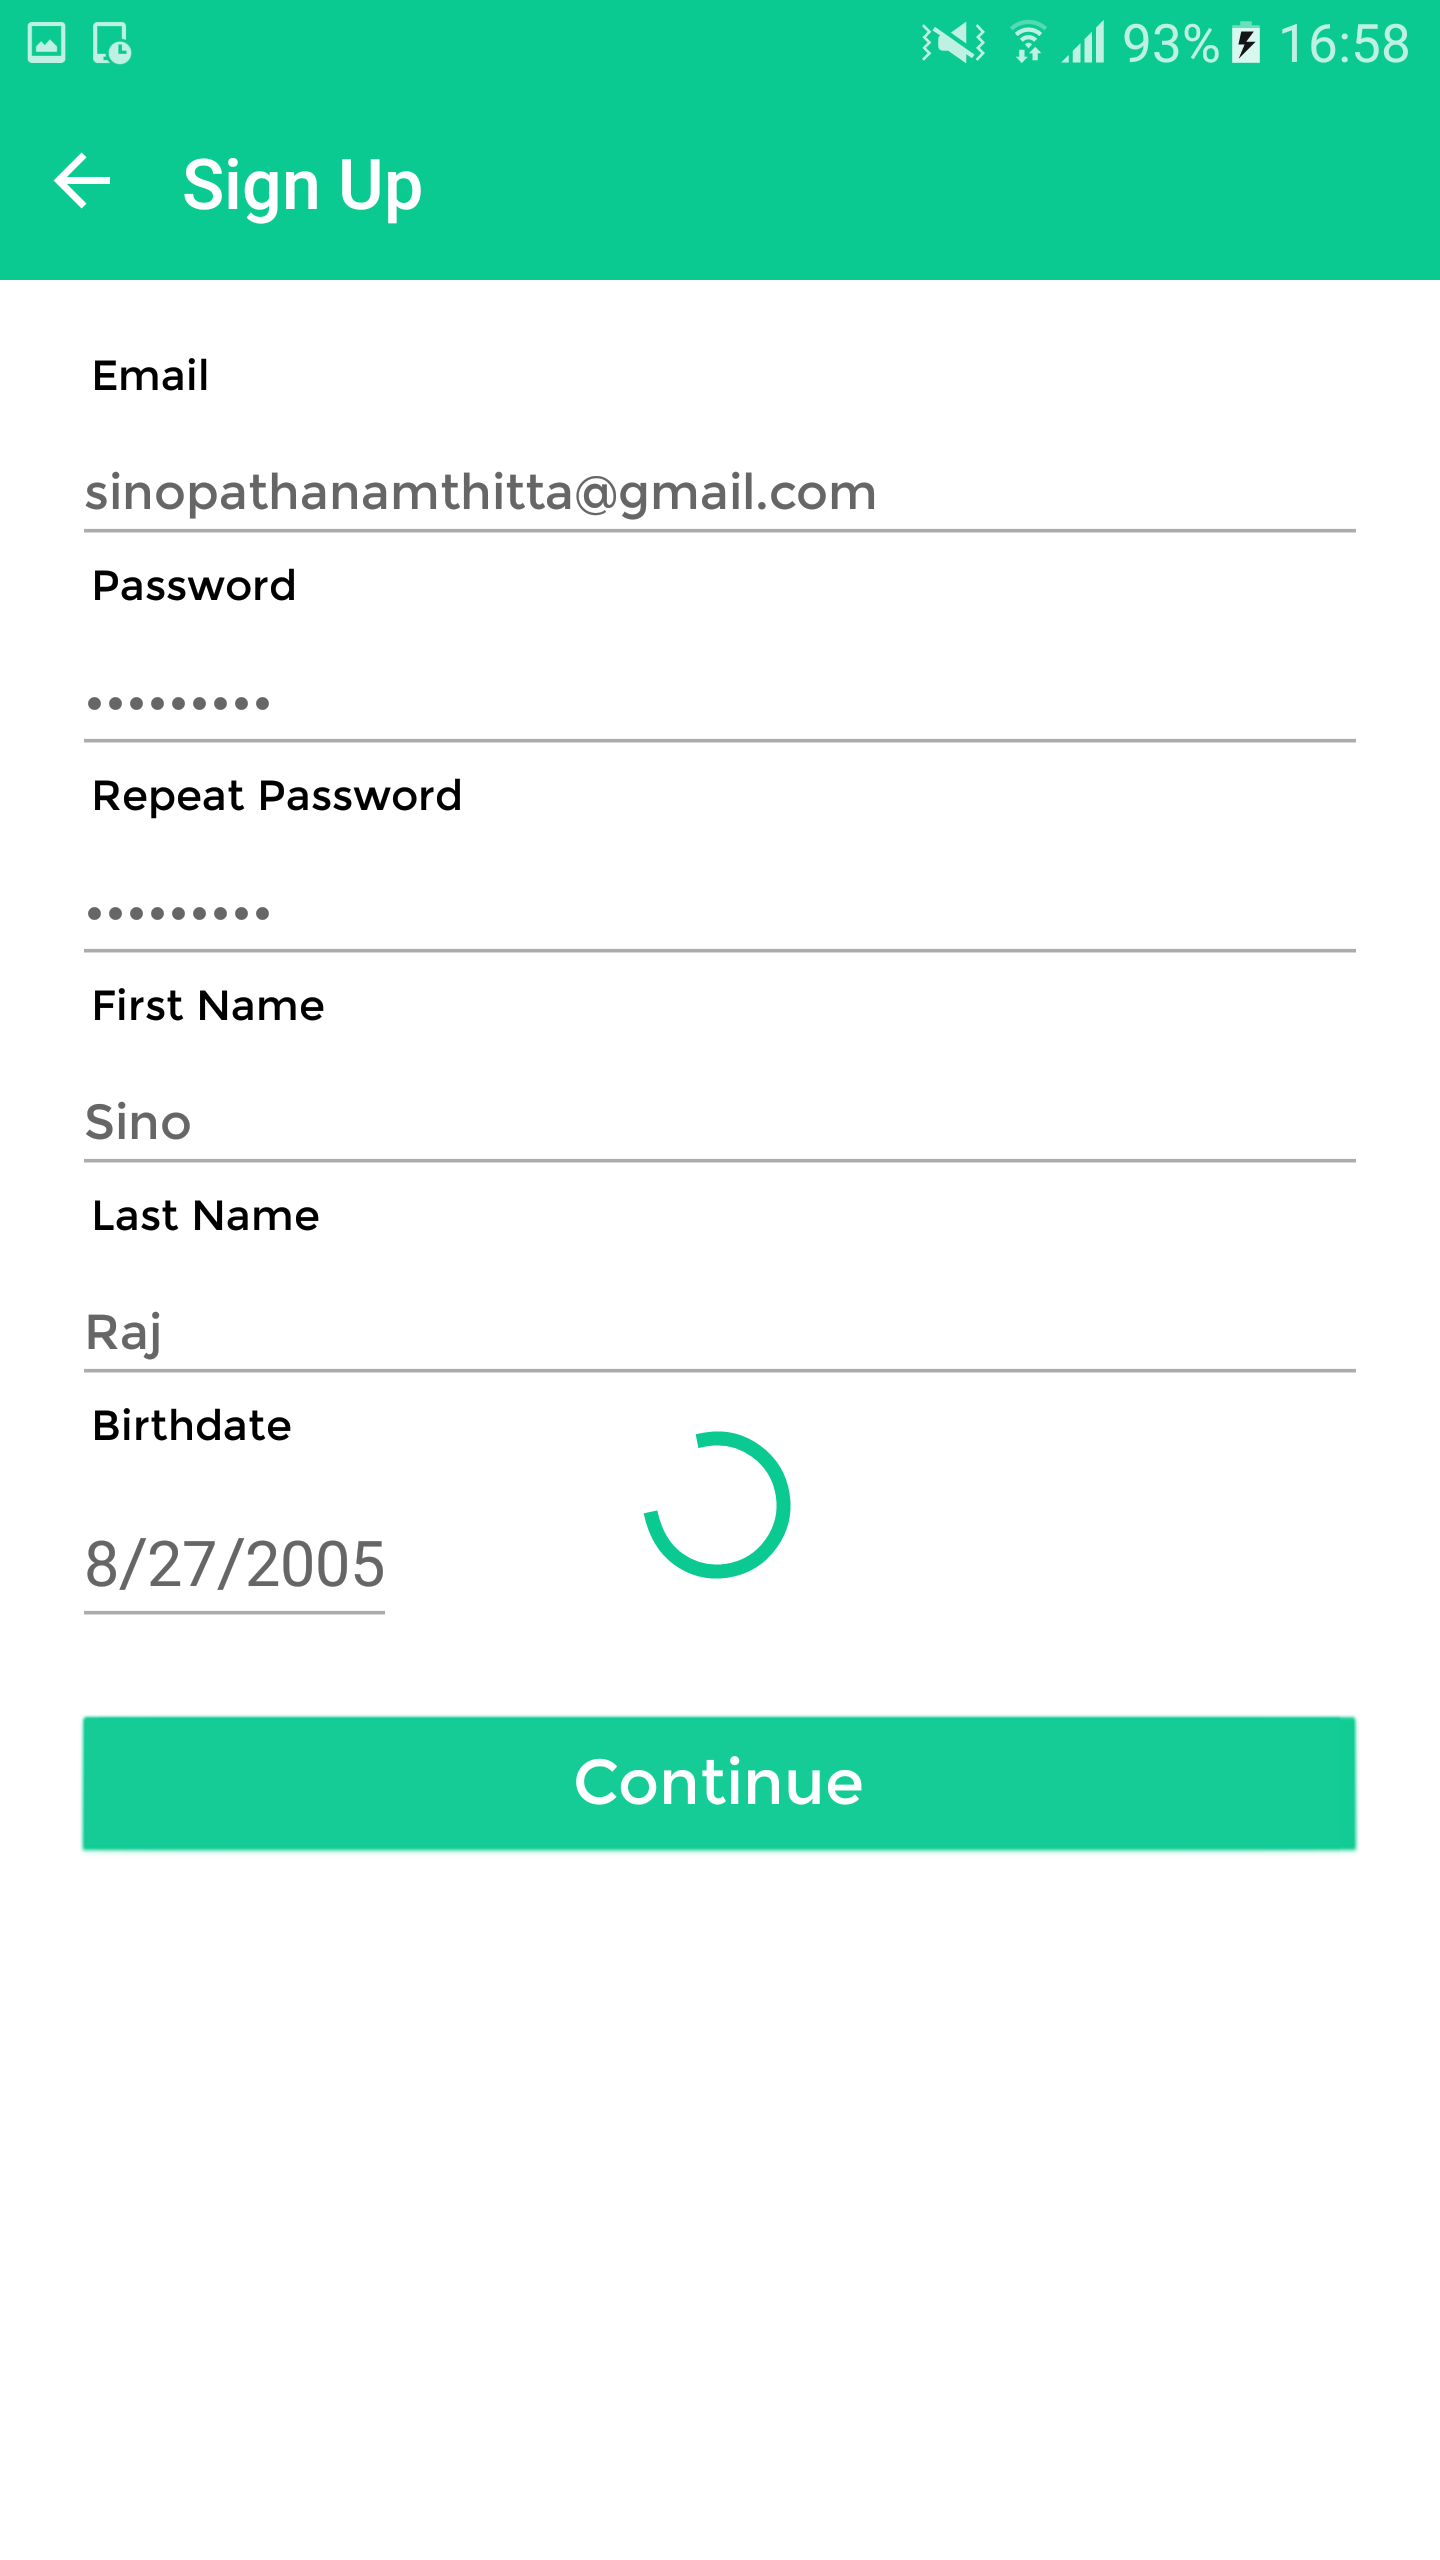 93% 16:58
Sign Up
Email
sinopathanamthitta@gmail.com
Password
•••••••••
Repeat Password
•••••••••
First Name
Sino
Last Name
Raj
Birthdate
8/27/2005
Continue